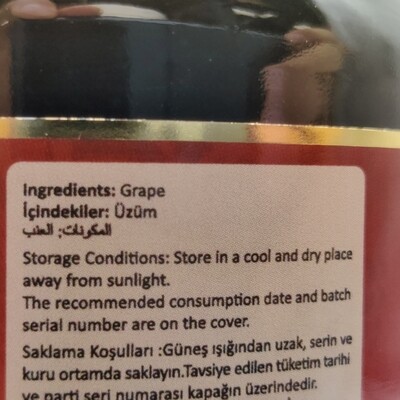 Ingredients: Grape
İçindekiler: Üzüm
المكونات: العنب
Storage Conditions: Store in a cool and dry place
away from sunlight.
The recommended consumption date and batch
serial number are on the cover.
Saklama Koşulları :Güneş ışığından uzak, serin ve
kuru ortamda saklayın.Tavsiye edilen tüketim tarihi
ve parti seri numarası kapağın üzerindedir.